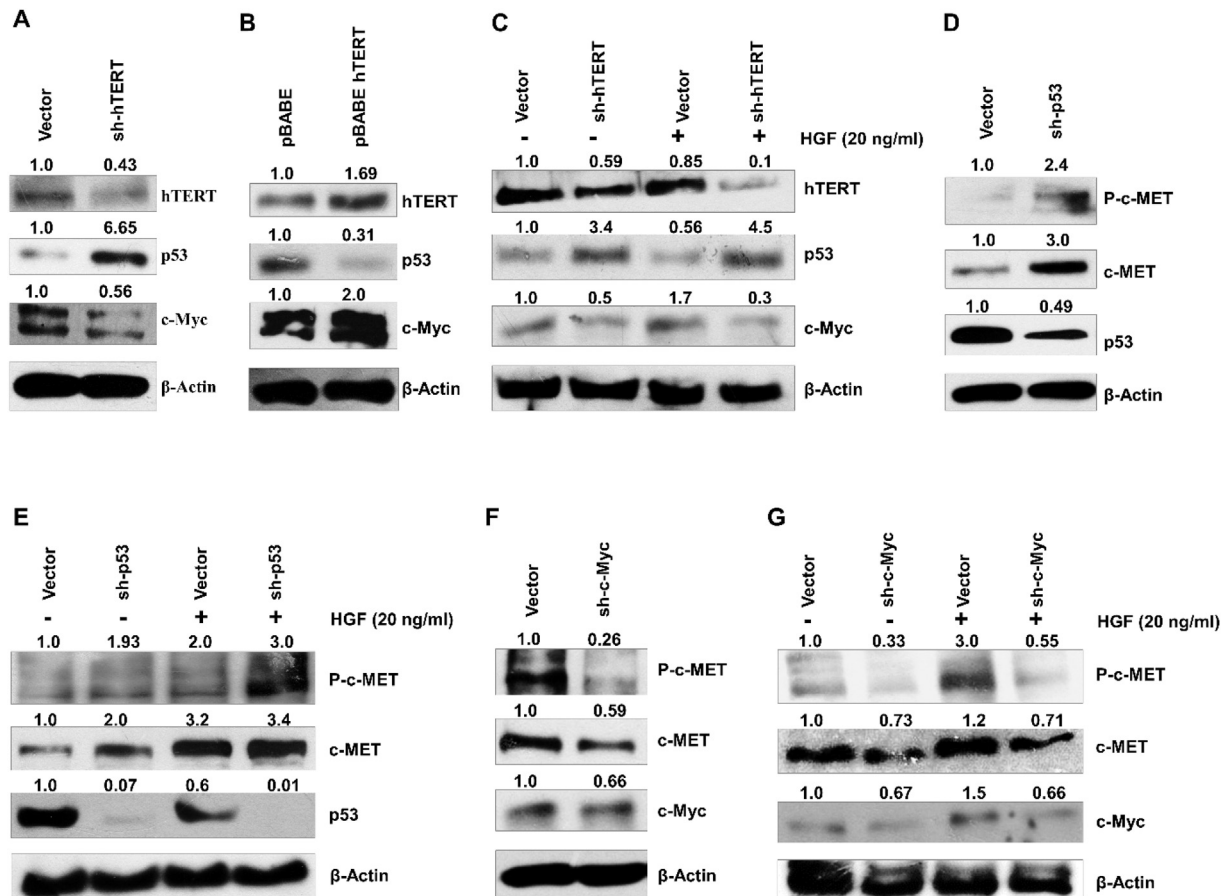 A
Vector
sh-hTERT
1.0 0.43
hTERT
1.0 6.65
p53
1.0 0.56
c-Myc
β-Actin
B
pBABE
pBABE hTERT
1.0 1.69
hTERT
1.0 0.31
p53
1.0 2.0
c-Myc
β-Actin
C
Vector
sh-hTERT
Vector
sh-hTERT
- - + + HGF (20 ng/ml)
1.0 0.59 0.85 0.1
hTERT
1.0 3.4 0.56 4.5
p53
1.0 0.5 1.7 0.3
c-Myc
β-Actin
D
Vector
sh-p53
1.0 2.4
P-c-MET
1.0 3.0
c-MET
1.0 0.49
p53
β-Actin
E
Vector
sh-p53
Vector
sh-p53
- - + + HGF (20 ng/ml)
1.0 1.93 2.0 3.0
P-c-MET
1.0 2.0 3.2 3.4
c-MET
1.0 0.07 0.6 0.01
p53
β-Actin
F
Vector
sh-c-Myc
1.0 0.26
P-c-MET
1.0 0.59
c-MET
1.0 0.66
c-Myc
β-Actin
G
Vector
sh-c-Myc
Vector
sh-c-Myc
- - + + HGF (20 ng/ml)
1.0 0.33 3.0 0.55
P-c-MET
1.0 0.73 1.2 0.71
c-MET
1.0 0.67 1.5 0.66
c-Myc
β-Actin